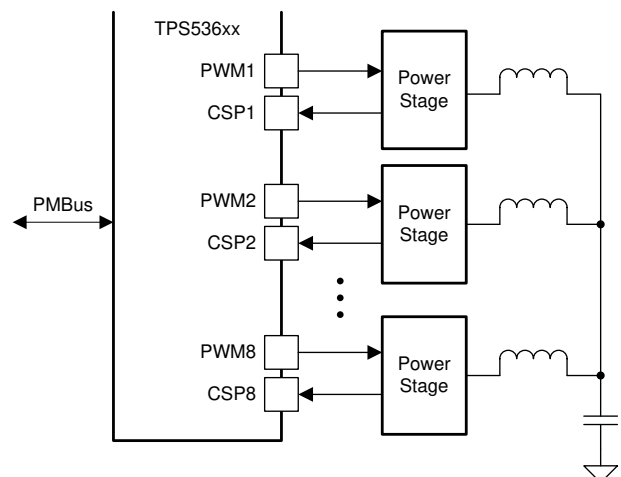 TPS536xx
PWM1
Power
Stage
CSP1
PMBus
PWM2
Power
Stage
CSP2
PWM8
Power
Stage
CSP8